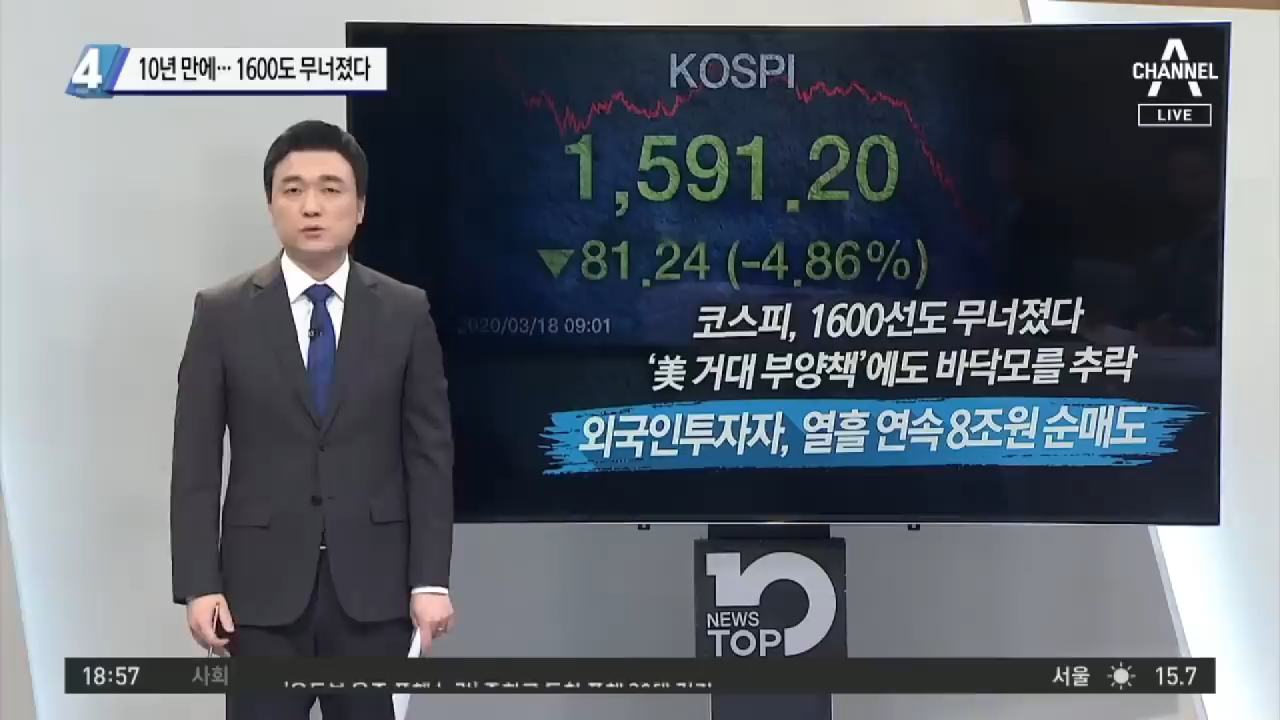 4
10년 만에… 1600도 무너졌다
CHANNEL A
LIVE
KOSPI
1,591.20
▼81.24 (-4.86%)
2020/03/18 09:01
코스피, 1600선도 무너졌다
‘美 거대 부양책’에도 바닥모를 추락
외국인투자자, 열흘 연속 8조원 순매도
NEWS
TOP 10
18:57 사회
서울 15.7